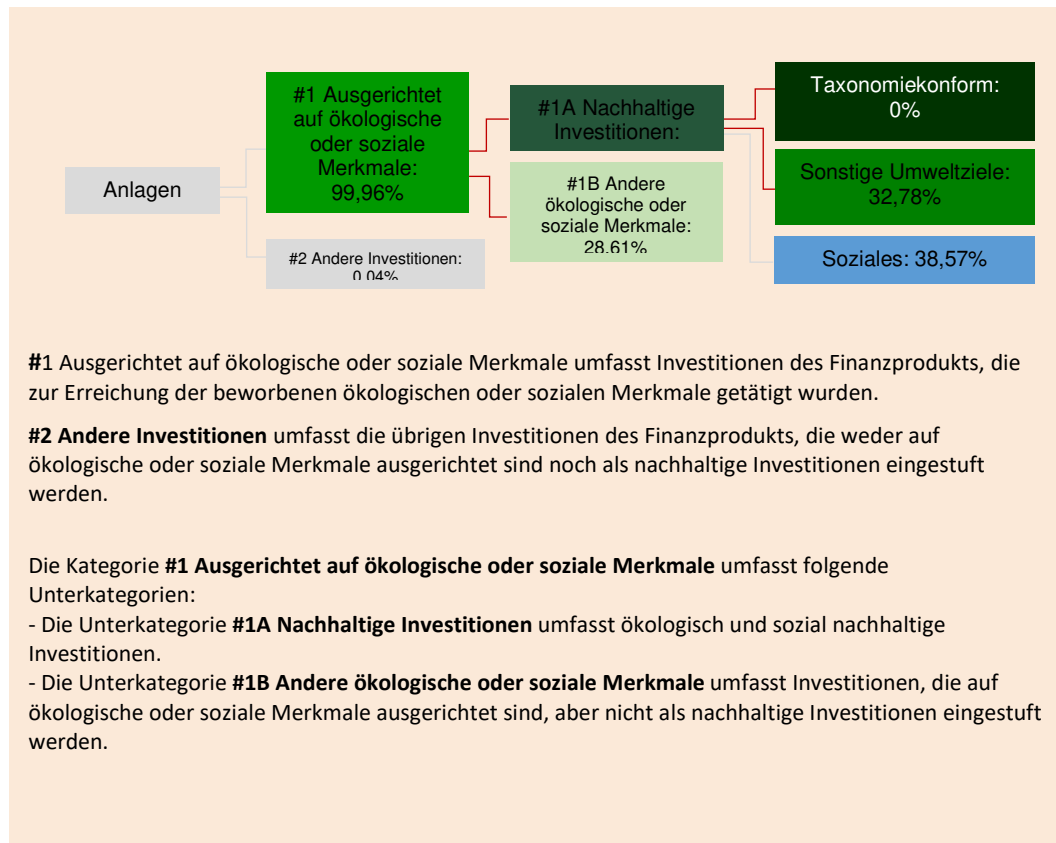 Anlagen
#1 Ausgerichtet
auf ökologische
oder soziale
Merkmale:
99,96%
#2 Andere Investitionen:
0,04%
#1A Nachhaltige
Investitionen:
#1B Andere
ökologische oder
soziale Merkmale:
28,61%
Taxonomiekonform:
0%
Sonstige Umweltziele:
32,78%
Soziales: 38,57%
#1 Ausgerichtet auf ökologische oder soziale Merkmale umfasst Investitionen des Finanzprodukts, die
zur Erreichung der beworbenen ökologischen oder sozialen Merkmale getätigt wurden.
#2 Andere Investitionen umfasst die übrigen Investitionen des Finanzprodukts, die weder auf
ökologische oder soziale Merkmale ausgerichtet sind noch als nachhaltige Investitionen eingestuft
werden.
Die Kategorie #1 Ausgerichtet auf ökologische oder soziale Merkmale umfasst folgende
Unterkategorien:
- Die Unterkategorie #1A Nachhaltige Investitionen umfasst ökologisch und sozial nachhaltige
Investitionen.
- Die Unterkategorie #1B Andere ökologische oder soziale Merkmale umfasst Investitionen, die auf
ökologische oder soziale Merkmale ausgerichtet sind, aber nicht als nachhaltige Investitionen eingestuft
werden.